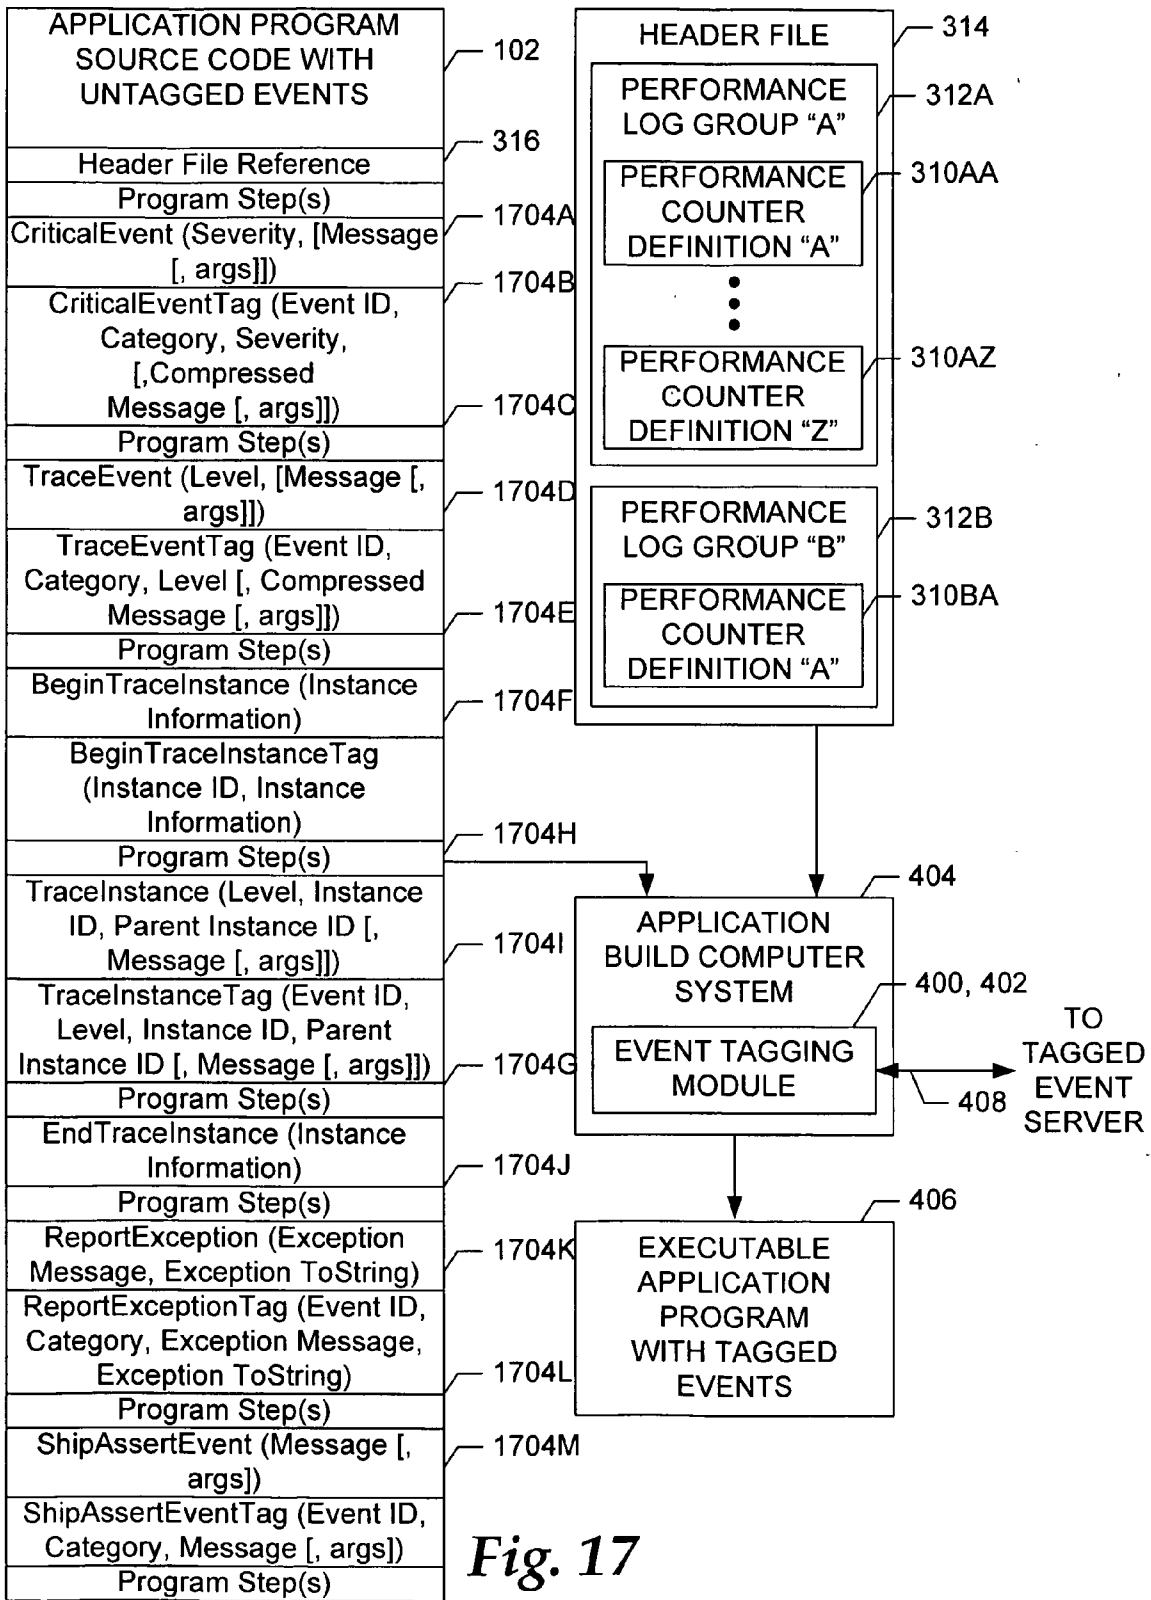 APPLICATION PROGRAM
SOURCE CODE WITH
UNTAGGED EVENTS
102
316
Header File Reference
Program Step(s)
1704A
CriticalEvent (Severity, [Message
[, args]])
1704B
CriticalEventTag (Event ID,
Category, Severity,
[,Compressed
Message [, args]])
1704C
Program Step(s)
TraceEvent (Level, [Message [,
args]])
1704D
TraceEventTag (Event ID,
Category, Level [, Compressed
Message [, args]])
1704E
Program Step(s)
BeginTraceInstance (Instance
Information)
1704F
BeginTraceInstanceTag
(Instance ID, Instance
Information)
1704H
Program Step(s)
TraceInstance (Level, Instance
ID, Parent Instance ID [,
Message [, args]])
1704I
TraceInstanceTag (Event ID,
Level, Instance ID, Parent
Instance ID [, Message [, args]])
1704G
Program Step(s)
EndTraceInstance (Instance
Information)
1704J
Program Step(s)
ReportException (Exception
Message, Exception ToString)
1704K
ReportExceptionTag (Event ID,
Category, Exception Message,
Exception ToString)
1704L
Program Step(s)
ShipAssertEvent (Message [,
args])
1704M
ShipAssertEventTag (Event ID,
Category, Message [, args])
Program Step(s)
HEADER FILE
314
PERFORMANCE
LOG GROUP “A”
312A
PERFORMANCE
COUNTER
DEFINITION “A”
310AA
PERFORMANCE
COUNTER
DEFINITION “Z”
310AZ
PERFORMANCE
LOG GROUP “B”
312B
PERFORMANCE
COUNTER
DEFINITION “A”
310BA
404
APPLICATION
BUILD COMPUTER
SYSTEM
400, 402
EVENT TAGGING
MODULE
408
TO
TAGGED
EVENT
SERVER
406
EXECUTABLE
APPLICATION
PROGRAM
WITH TAGGED
EVENTS
Fig. 17